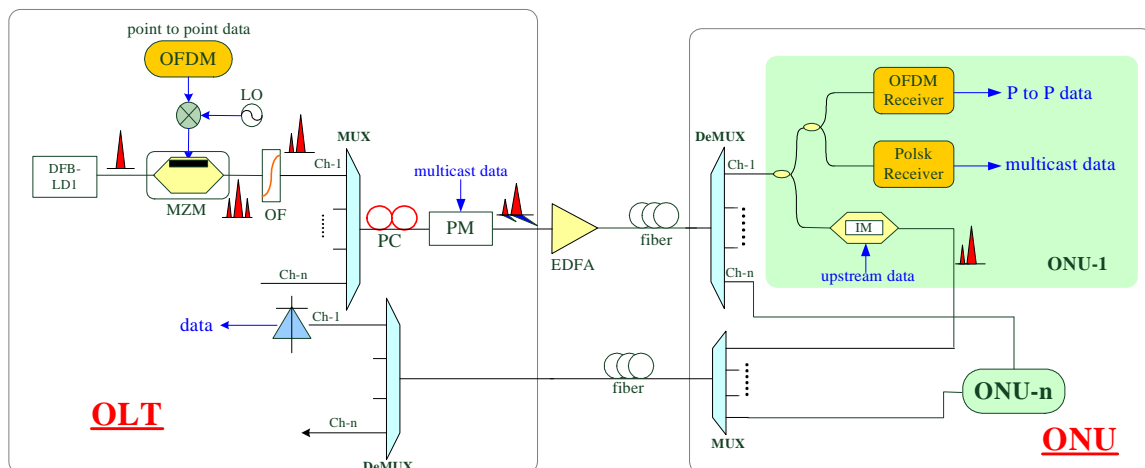 point to point data
OFDM
LO
DFB-
LD1
MZM
OF
Ch-1
MUX
Ch-n
PC
multicast data
PM
EDFA
fiber
DeMUX
Ch-1
Ch-n
OFDM
Receiver
P to P data
Polsk
Receiver
multicast data
IM
upstream data
ONU-1
data
Ch-1
Ch-n
DeMUX
fiber
MUX
ONU-n
OLT
ONU